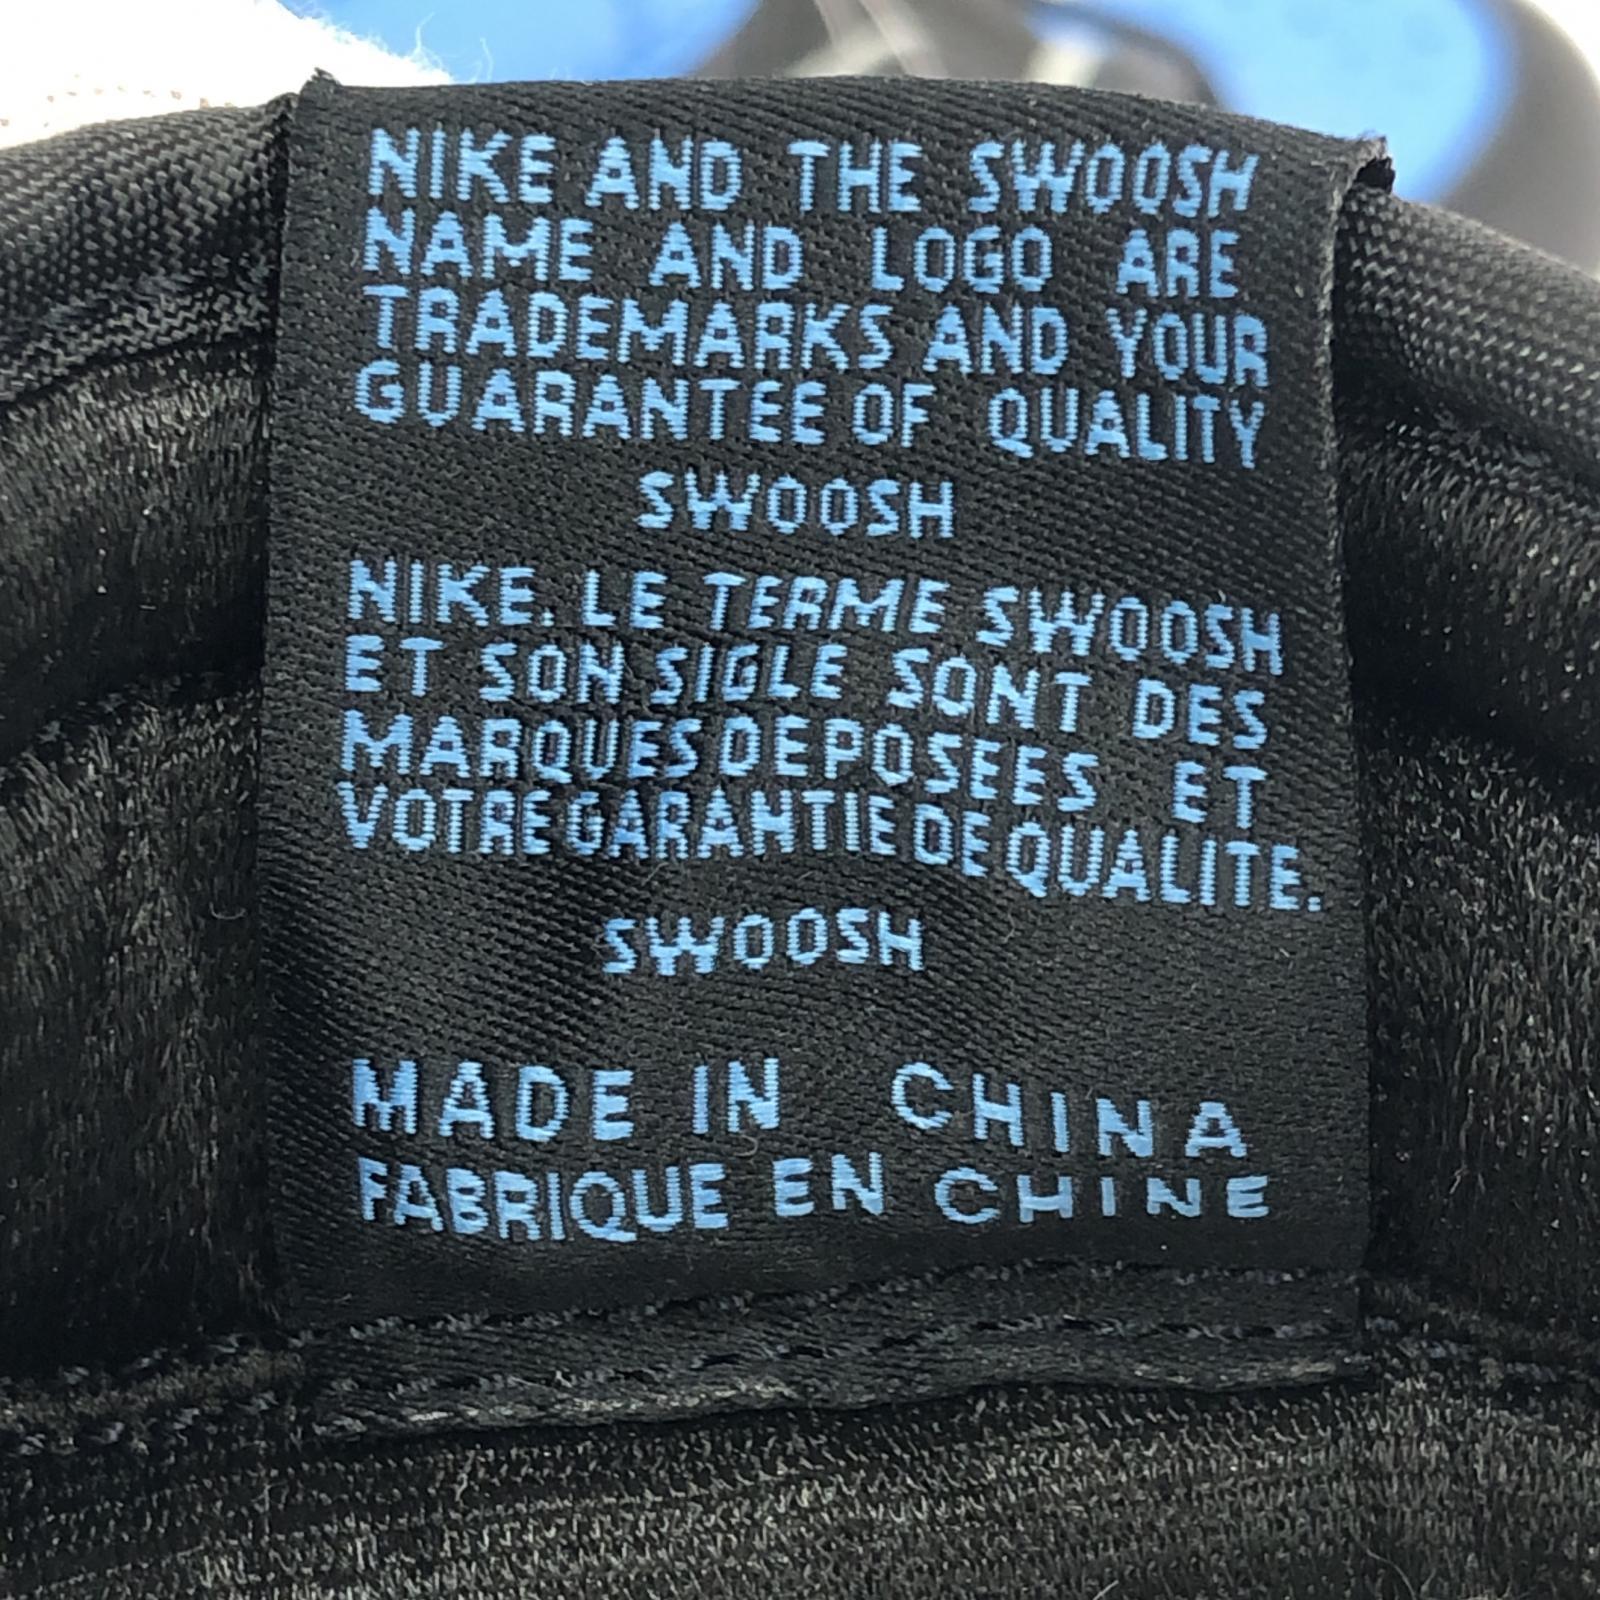 NIKE AND THE SWOOSH
NAME AND LOGO ARE
TRADEMARKS AND YOUR
GUARANTEE OF QUALITY
SWOOSH
NIKE. LE TERME SWOOSH
ET SON SIGLE SONT DES
MARQUES DEPOSEES ET
VOTRE GARANTIE DE QUALITE.
SWOOSH
MADE IN CHINA
FABRIQUE EN CHINE